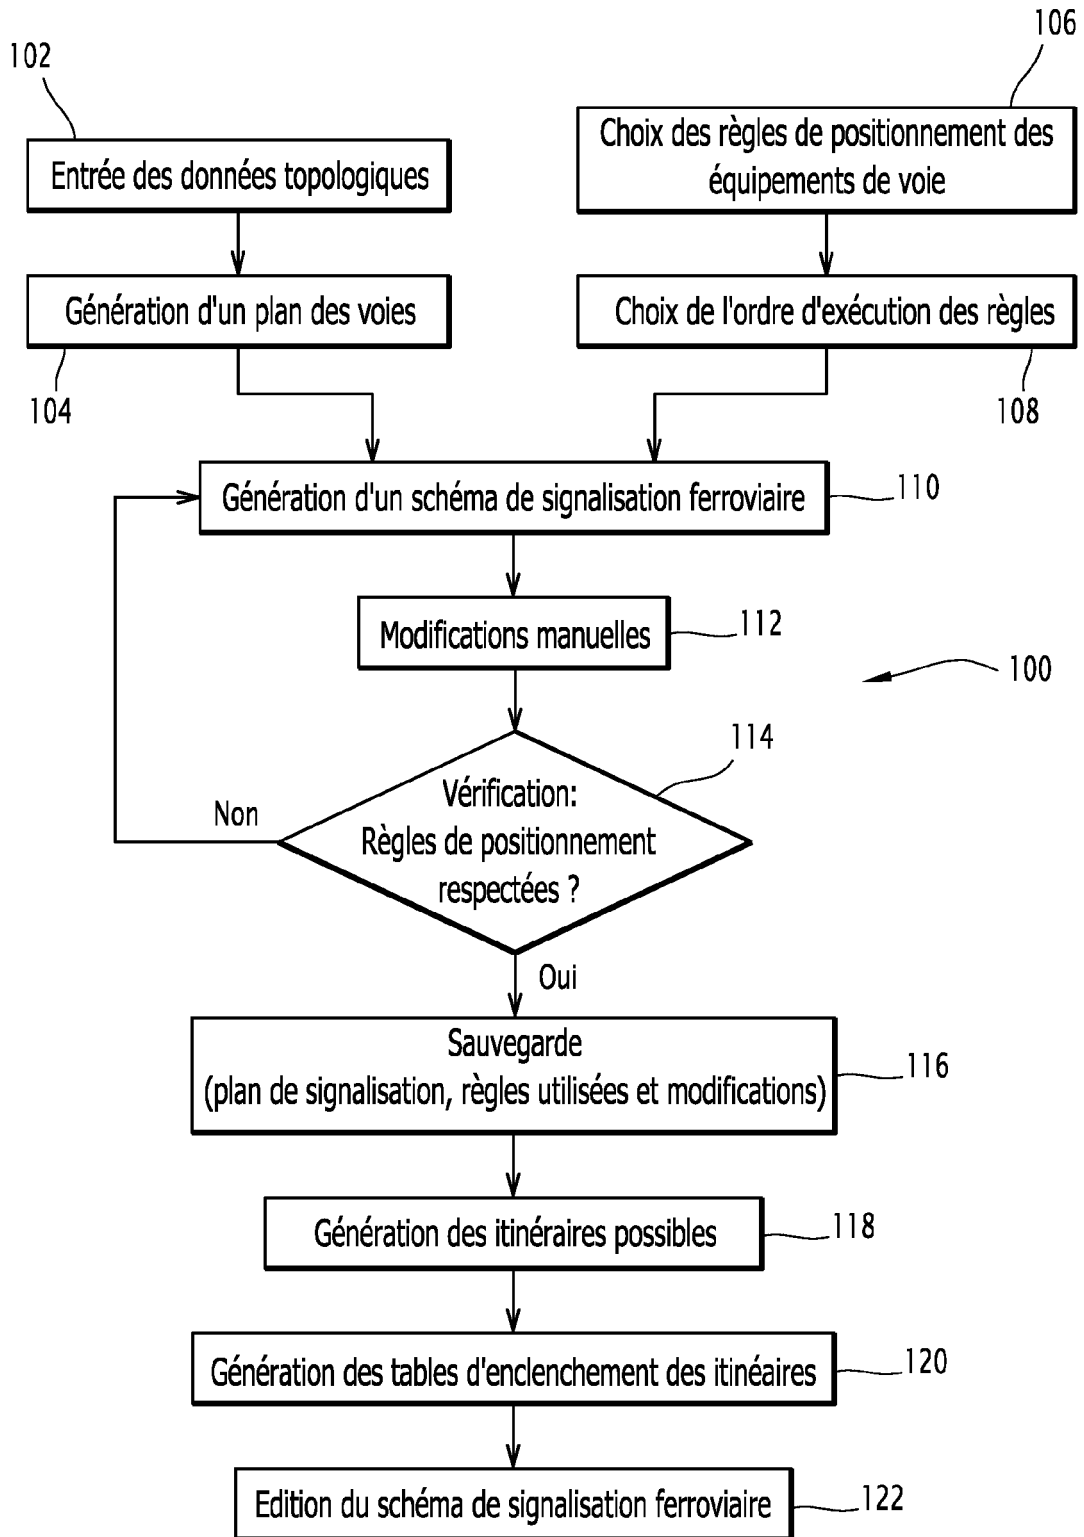 102
106
Entrée des données topologiques
Choix des règles de positionnement des
équipements de voie
Génération d'un plan des voies
Choix de l'ordre d'exécution des règles
104
108
Génération d'un schéma de signalisation ferroviaire
110
Modifications manuelles
112
100
114
Vérification:
Règles de positionnement
respectées ?
Non
Oui
Sauvegarde
(plan de signalisation, règles utilisées et modifications)
116
Génération des itinéraires possibles
118
Génération des tables d'enclenchement des itinéaires
120
Edition du schéma de signalisation ferroviaire
122